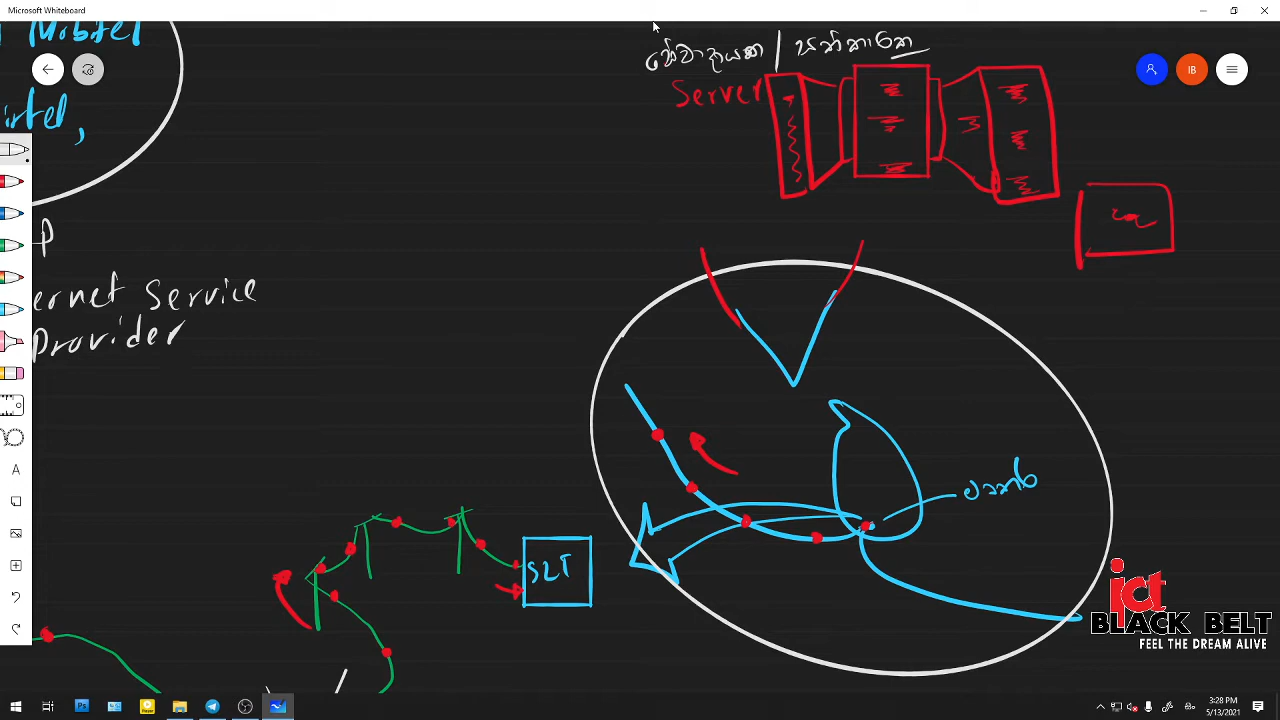 Microsoft Whiteboard
Mobitel
irtel,
සේවාදායක | සත්කාරක
Server
IB
P
ernet Service
Provider
SLT
ලංකාව
ict
BLACK BELT
FEEL THE DREAM ALIVE
3:28 PM
5/13/2021